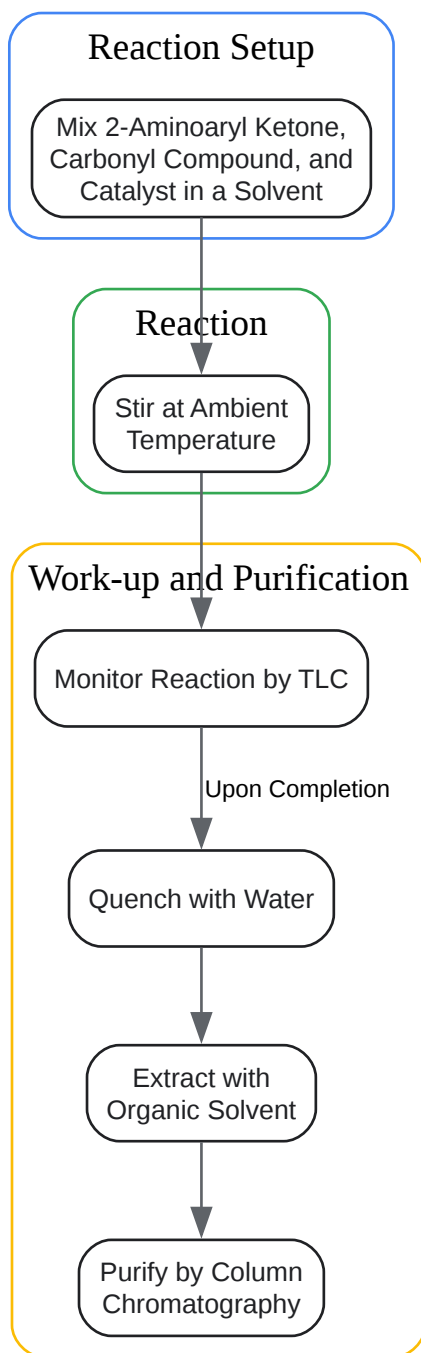 Reaction Setup
Mix 2-Aminoaryl Ketone,
Carbonyl Compound, and
Catalyst in a Solvent
Reaction
Stir at Ambient
Temperature
Work-up and Purification
Monitor Reaction by TLC
Upon Completion
Quench with Water
Extract with
Organic Solvent
Purify by Column
Chromatography